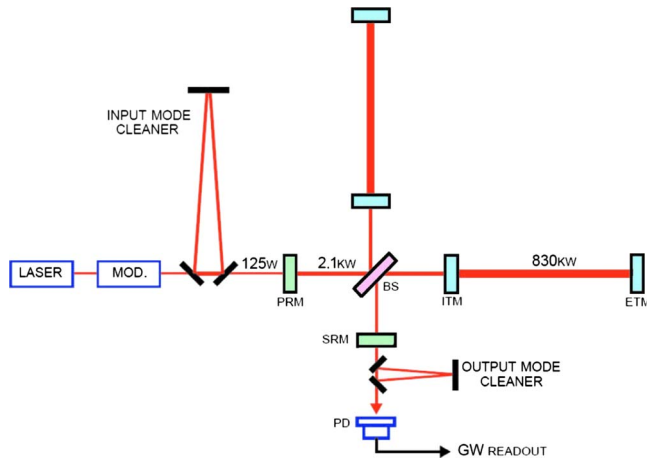 INPUT MODE
CLEANER
LASER
MOD.
125W
PRM
2.1KW
BS
ITM
830KW
ETM
SRM
OUTPUT MODE
CLEANER
PD
GW READOUT